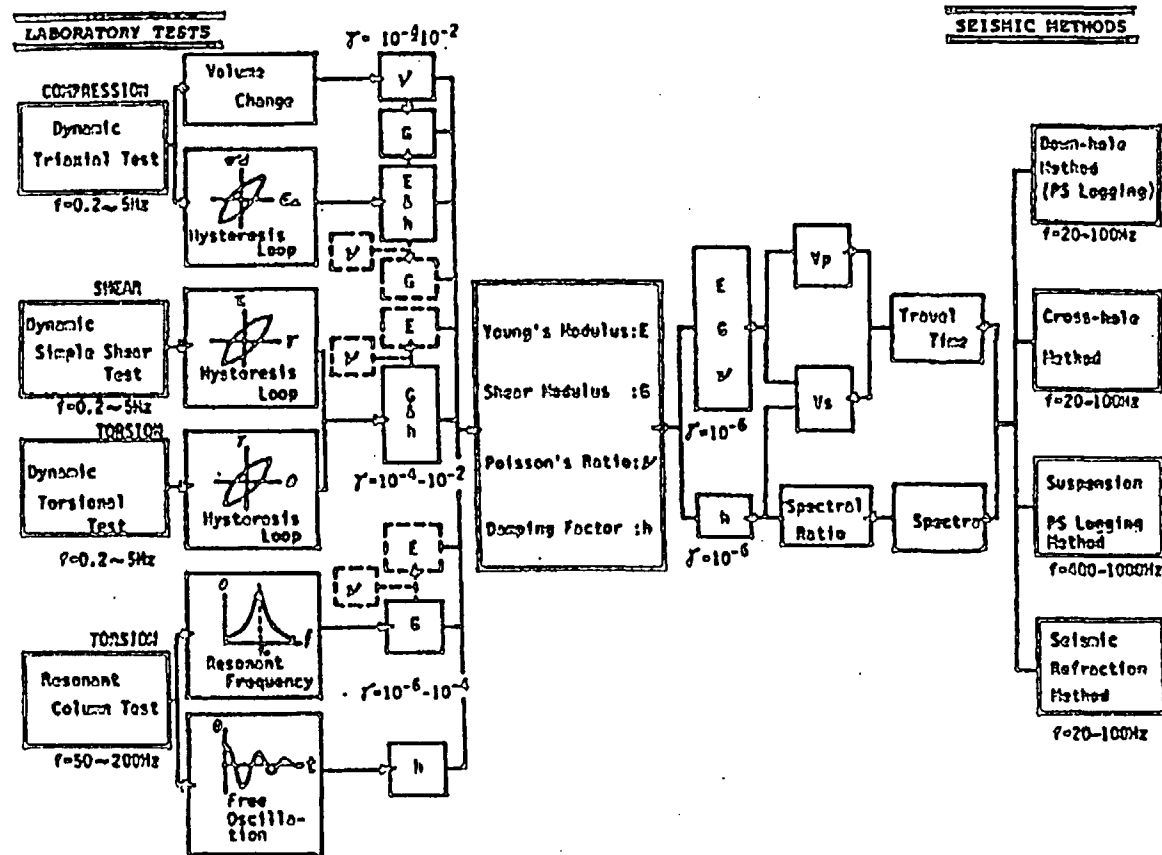 LABORATORY TESTS
SEISMIC METHODS
COMPRESSION
Dynamic
Triaxial Test
f=0.2~5Hz
Volume
Change
Hysteresis
Loop
γ = 10⁻⁴ 10⁻²
ν
G
E
&
h
ν
G
SHEAR
Dynamic
Simple Shear
Test
f=0.2~5Hz
τ
γ
Hysteresis
Loop
E
ν
G
&
h
γ=10⁻⁴-10⁻²
TORSION
Dynamic
Torsional
Test
f=0.2~5Hz
Hysteresis
Loop
TORSION
Resonant
Column Test
f=50~200Hz
f
Resonant
Frequency
E
ν
G
γ=10⁻⁶-10⁻⁴
θ
t
Free
Oscilla-
tion
h
Young's Modulus:E
Shear Modulus :G
Poisson's Ratio:ν
Damping Factor :h
E
G
ν
γ=10⁻⁶
h
γ=10⁻⁶
Vp
Vs
Travel
Time
Spectral
Ratio
Spectra
Down-hole
Method
(PS Logging)
f=20~100Hz
Cross-hole
Method
f=20~100Hz
Suspension
PS Logging
Method
f=400-1000Hz
Seismic
Refraction
Method
f=20~100Hz